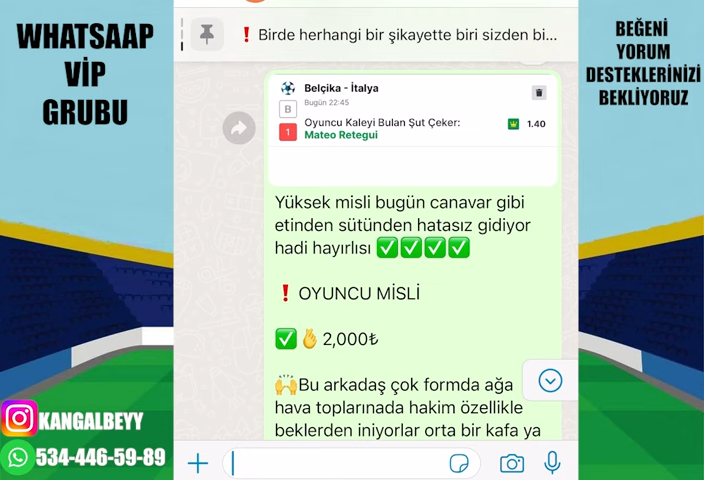 WHATSAAP
VİP
GRUBU
BEĞENİ
YORUM
DESTEKLERİNİZİ
BEKLİYORUZ
❗ Birde herhangi bir şikayette biri sizden bi...
Belçika - İtalya
Bugün 22:45
B
1
Oyuncu Kaleyi Bulan Şut Çeker:
Mateo Retegui
1.40
Yüksek misli bugün canavar gibi
etinden sütünden hatasız gidiyor
hadi hayırlısı ✅✅✅✅
❗ OYUNCU MİSLİ
✅🫰 2,000₺
🙌Bu arkadaş çok formda ağa
hava toplarınada hakim özellikle
beklerden iniyorlar orta bir kafa ya
KANGALBEYY
534-446-59-89